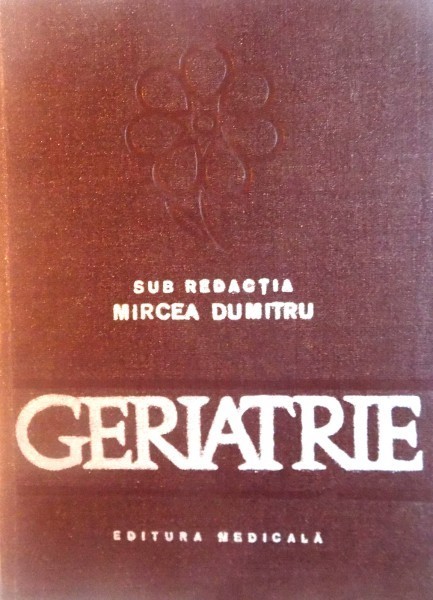 SUB REDACȚIA
MIRCEA DUMITRU
GERIATRIE
EDITURA MEDICALĂ